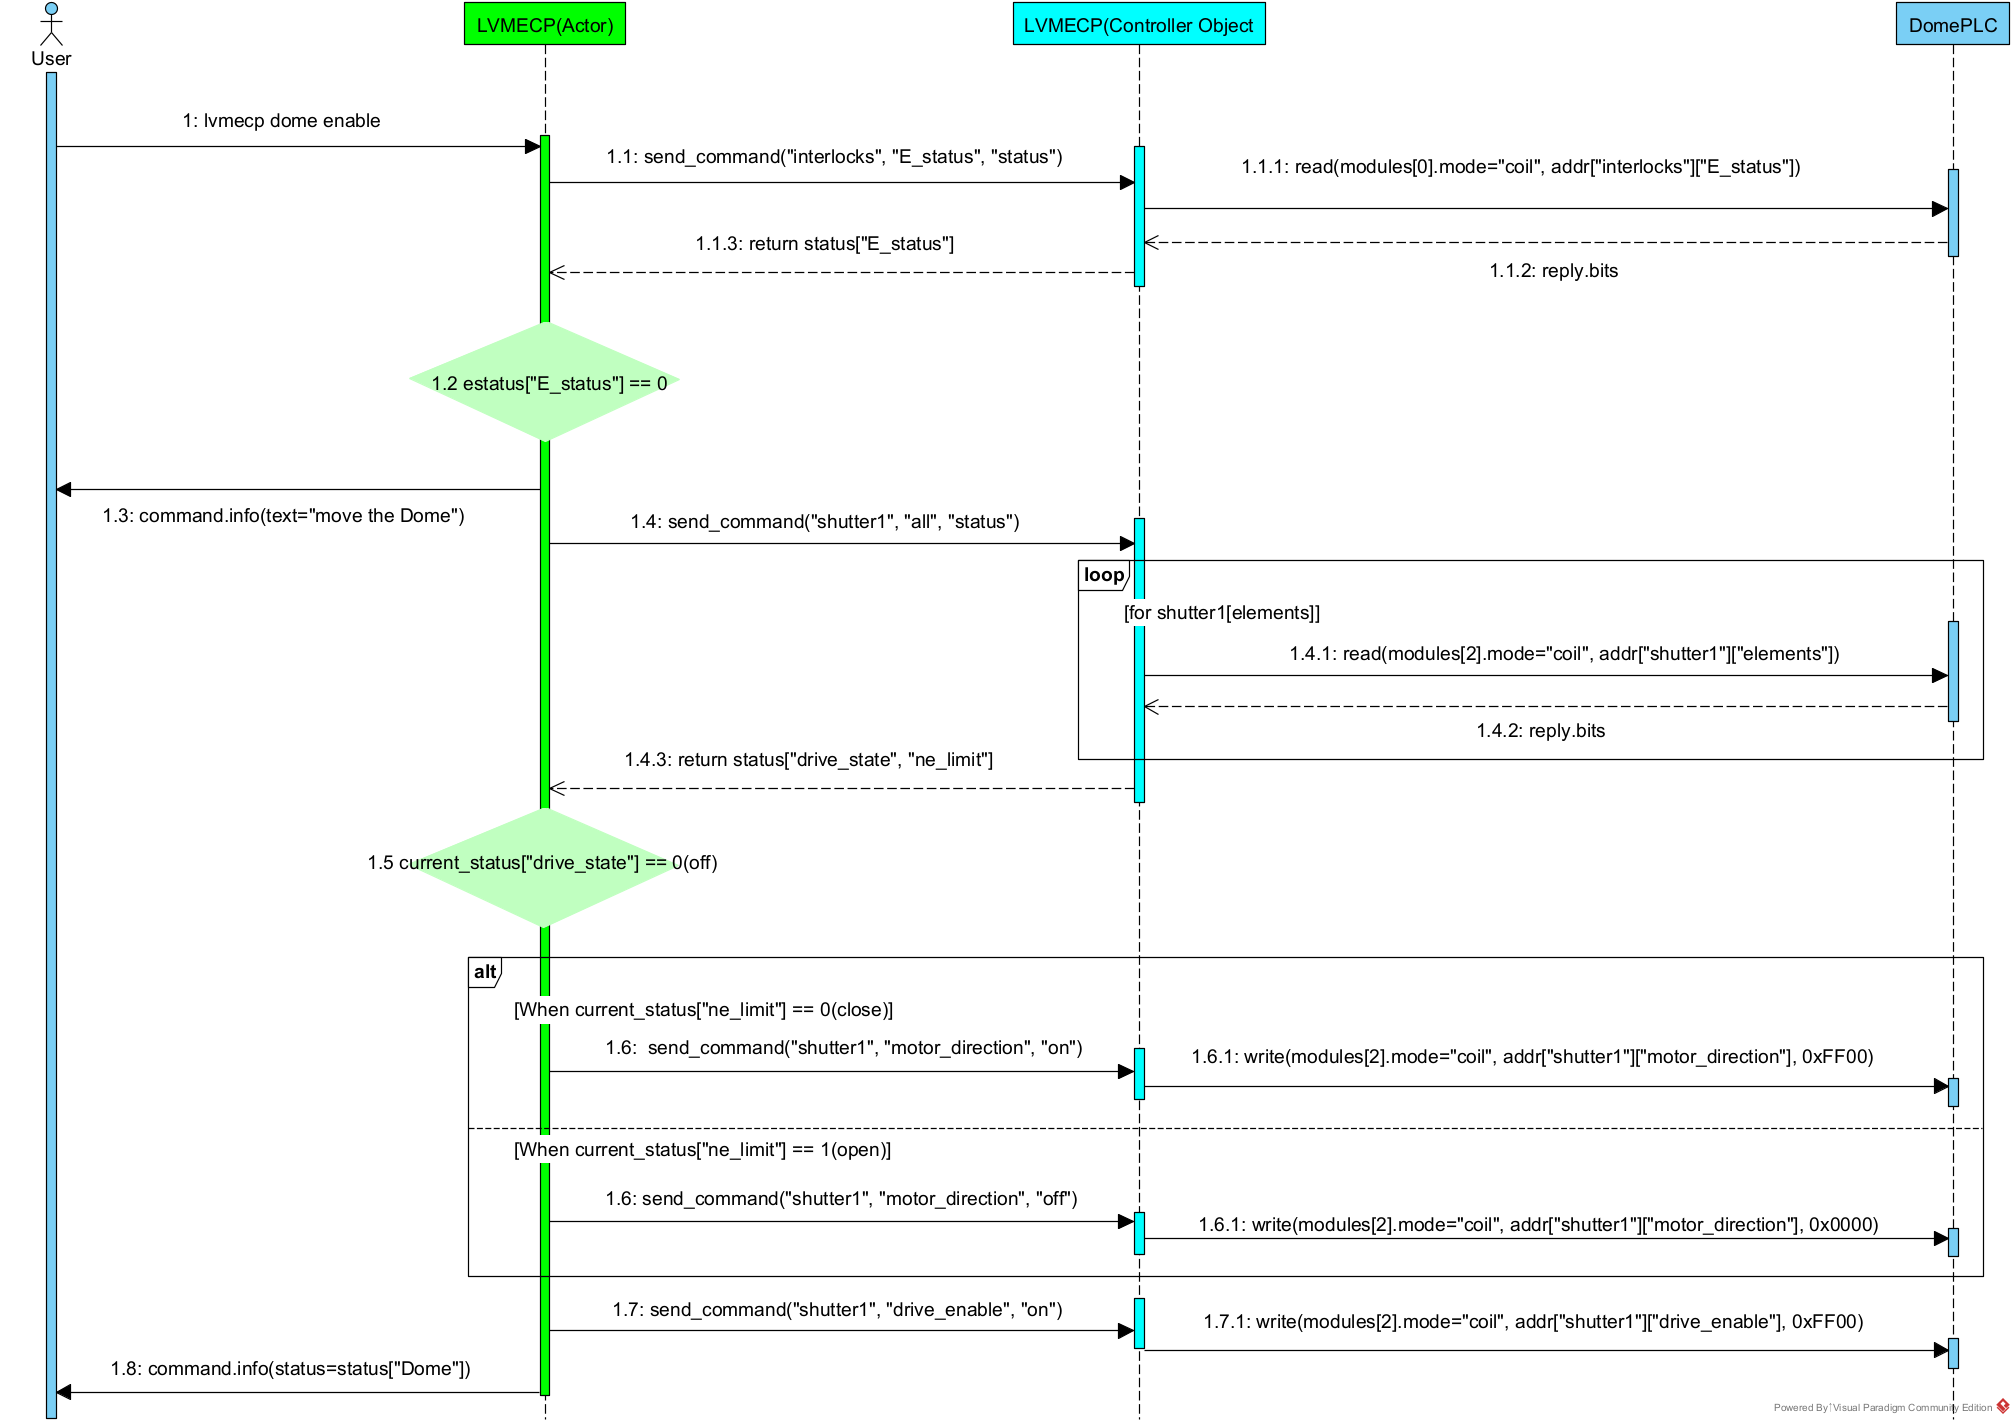 User
LVMECP(Actor)
LVMECP(Controller Object
DomePLC
1: lvmecp dome enable
1.1: send_command("interlocks", "E_status", "status")
1.1.1: read(modules[0].mode="coil", addr["interlocks"]["E_status"])
1.1.3: return status["E_status"]
1.1.2: reply.bits
1.2 estatus["E_status"] == 0
1.3: command.info(text="move the Dome")
1.4: send_command("shutter1", "all", "status")
loop
[for shutter1[elements]]
1.4.1: read(modules[2].mode="coil", addr["shutter1"]["elements"])
1.4.2: reply.bits
1.4.3: return status["drive_state", "ne_limit"]
1.5 current_status["drive_state"] == 0(off)
alt
[When current_status["ne_limit"] == 0(close)]
1.6:  send_command("shutter1", "motor_direction", "on")
1.6.1: write(modules[2].mode="coil", addr["shutter1"]["motor_direction"], 0xFF00)
[When current_status["ne_limit"] == 1(open)]
1.6: send_command("shutter1", "motor_direction", "off")
1.6.1: write(modules[2].mode="coil", addr["shutter1"]["motor_direction"], 0x0000)
1.7: send_command("shutter1", "drive_enable", "on")
1.7.1: write(modules[2].mode="coil", addr["shutter1"]["drive_enable"], 0xFF00)
1.8: command.info(status=status["Dome"])
Powered By Visual Paradigm Community Edition